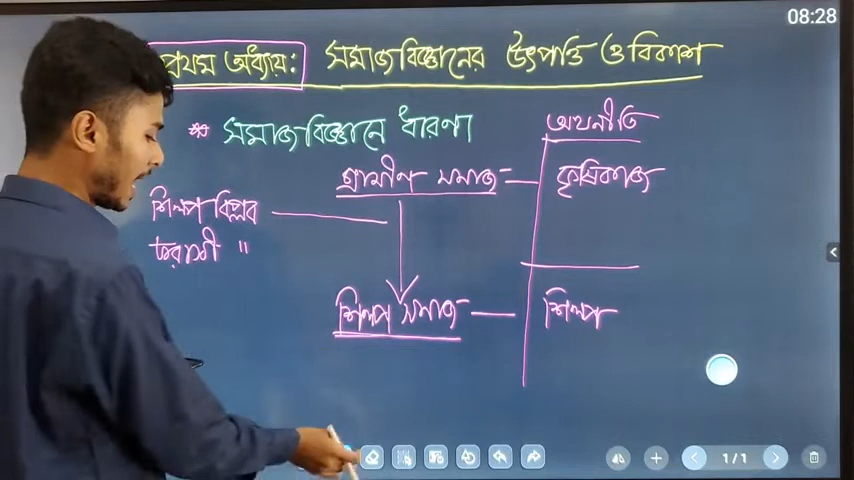 08:28
প্রথম অধ্যায়: সমাজবিজ্ঞানের উৎপত্তি ও বিকাশ
** সমাজবিজ্ঞানে ধারণা
অর্থনীতি
গ্রামীণ সমাজ — কৃষিকাজ
শিল্প বিপ্লব
ফরাসী "
শিল্প সমাজ — শিল্প
1/1